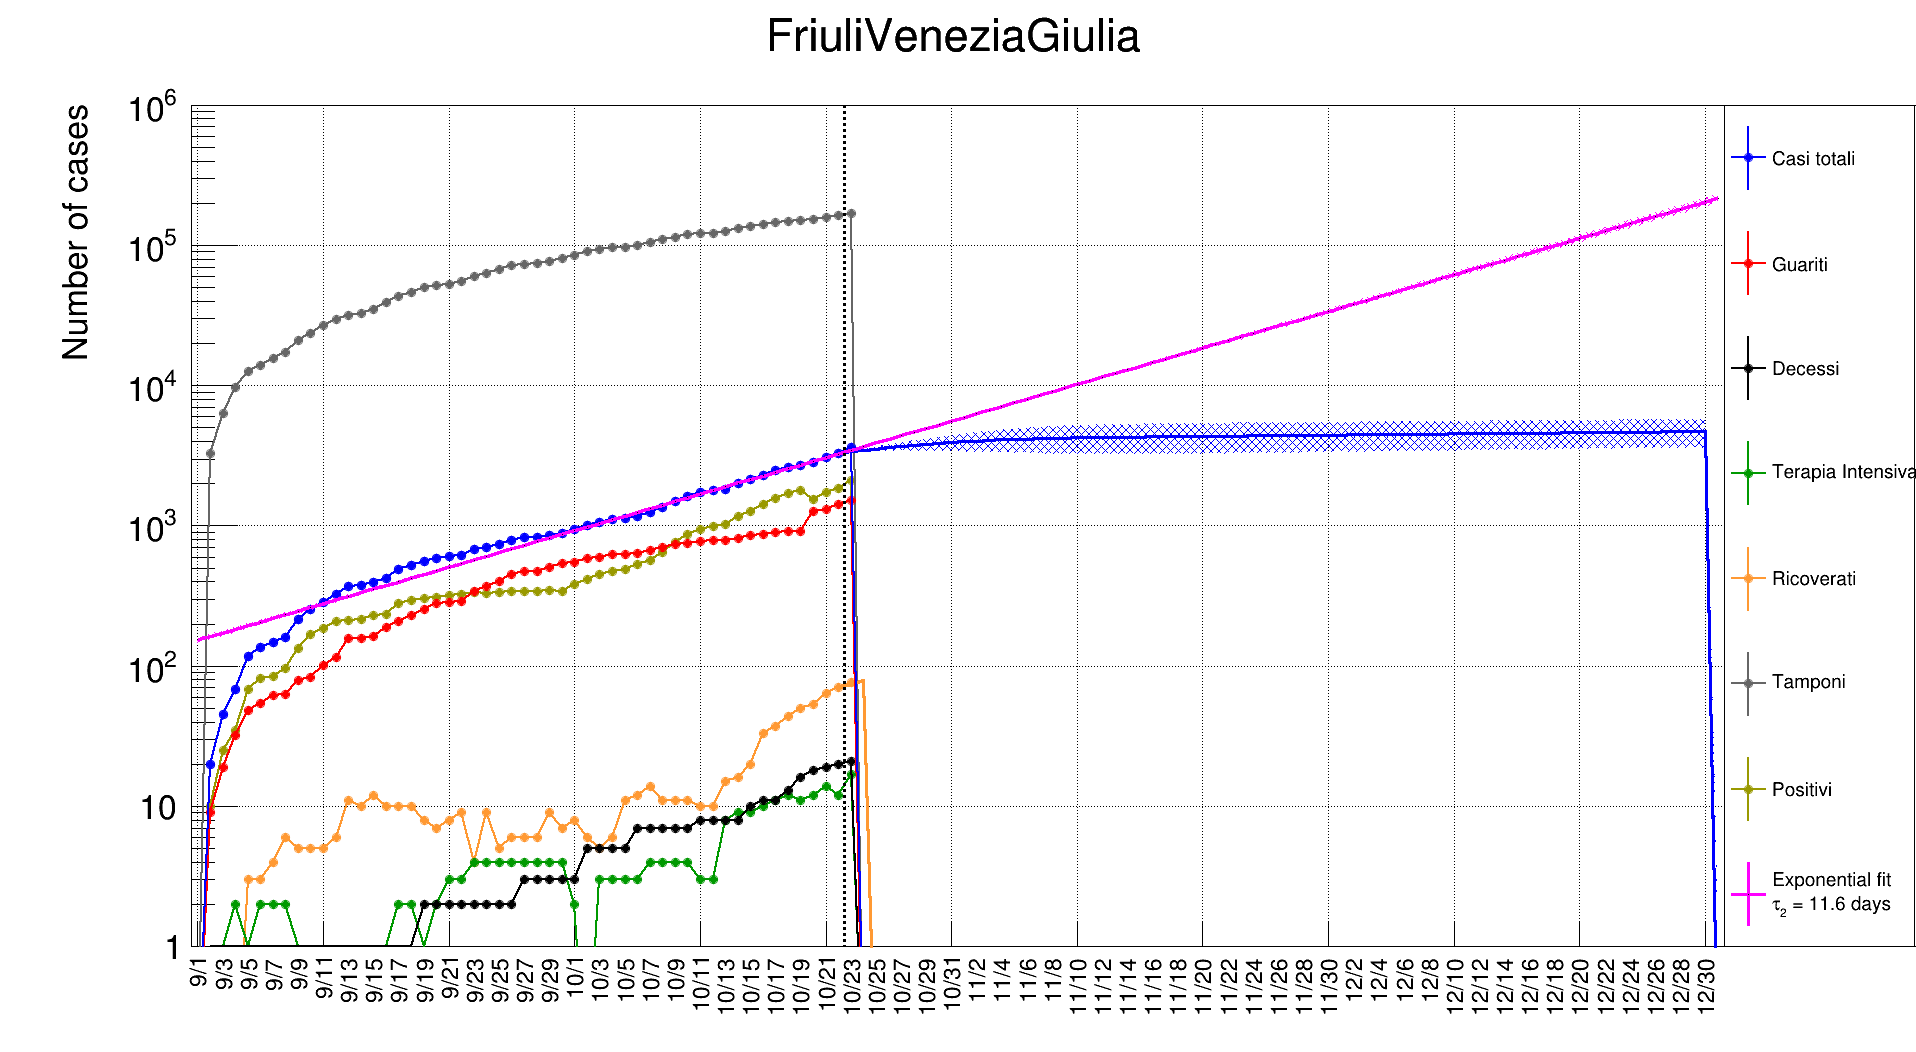 FriuliVeneziaGiulia
Number of cases
10^6
10^5
10^4
10^3
10^2
10
1
9/1 9/3 9/5 9/7 9/9 9/11 9/13 9/15 9/17 9/19 9/21 9/23 9/25 9/27 9/29 10/1 10/3 10/5 10/7 10/9 10/11 10/13 10/15 10/17 10/19 10/21 10/23 10/25 10/27 10/29 10/31 11/2 11/4 11/6 11/8 11/10 11/12 11/14 11/16 11/18 11/20 11/22 11/24 11/26 11/28 11/30 12/2 12/4 12/6 12/8 12/10 12/12 12/14 12/16 12/18 12/20 12/22 12/24 12/26 12/28 12/30
Casi totali
Guariti
Decessi
Terapia Intensiva
Ricoverati
Tamponi
Positivi
Exponential fit
τ_2 = 11.6 days